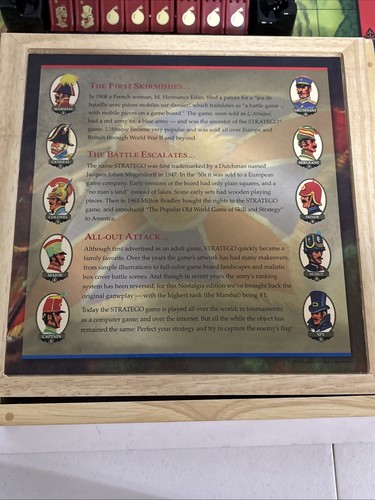 THE FIRST SKIRMISHES...
In 1908 a French woman, M. Hermance Edan, filed a patent for a "jeu de
bataille avec pièces mobiles sur damier", which translates as "a battle game
with mobile pieces on a game board." The game, soon sold as L'Attaque,
had a red army vs. a blue army — and was the ancestor of the STRATEGO®
game. L'Attaque became very popular and was sold all over Europe and
Britain through World War II and beyond.
MARSHAL
GENERAL
SERGEANT
THE BATTLE ESCALATES...
The name STRATEGO was first trademarked by a Dutchman named
Jacques Johan Mogendorff in 1947. In the '50s it was sold to a European
game company. Early versions of the board had only plain squares, and a
"no man's land" instead of lakes. Some early sets had wooden playing
pieces. Then in 1961 Milton Bradley bought the rights to the STRATEGO
game, and introduced "The Popular Old World Game of Skill and Strategy"
to America.
COLONEL
MINER
ALL-OUT ATTACK...
Although first advertised as an adult game, STRATEGO quickly became a
family favorite. Over the years the game's artwork has had many makeovers,
from simple illustrations to full-color game board landscapes and realistic
box cover battle scenes. And though in recent years the army's ranking
system has been reversed, for this Nostalgia edition we've brought back the
original gameplay — with the highest rank (the Marshal) being #1.
MAJOR
SCOUT
Today the STRATEGO game is played all over the world; in tournaments,
as a computer game; and over the internet. But all the while the object has
remained the same: Perfect your strategy and try to capture the enemy's flag!
CAPTAIN
SPY